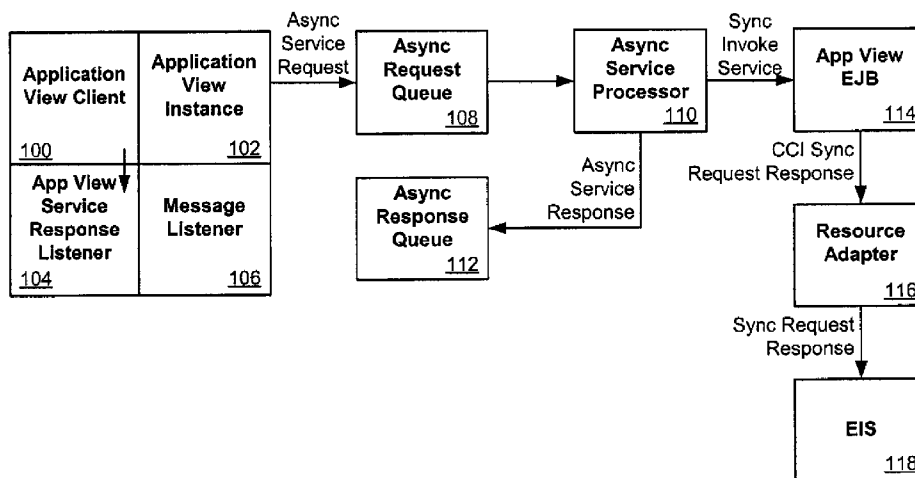 Application
View Client
100
Application
View
Instance
102
App View
Service
Response
Listener
104
Message
Listener
106
Async
Service
Request
Async
Request
Queue
108
Async
Service
Processor
110
Sync
Invoke
Service
App View
EJB
114
Async
Service
Response
Async
Response
Queue
112
CCI Sync
Request Response
Resource
Adapter
116
Sync Request
Response
EIS
118